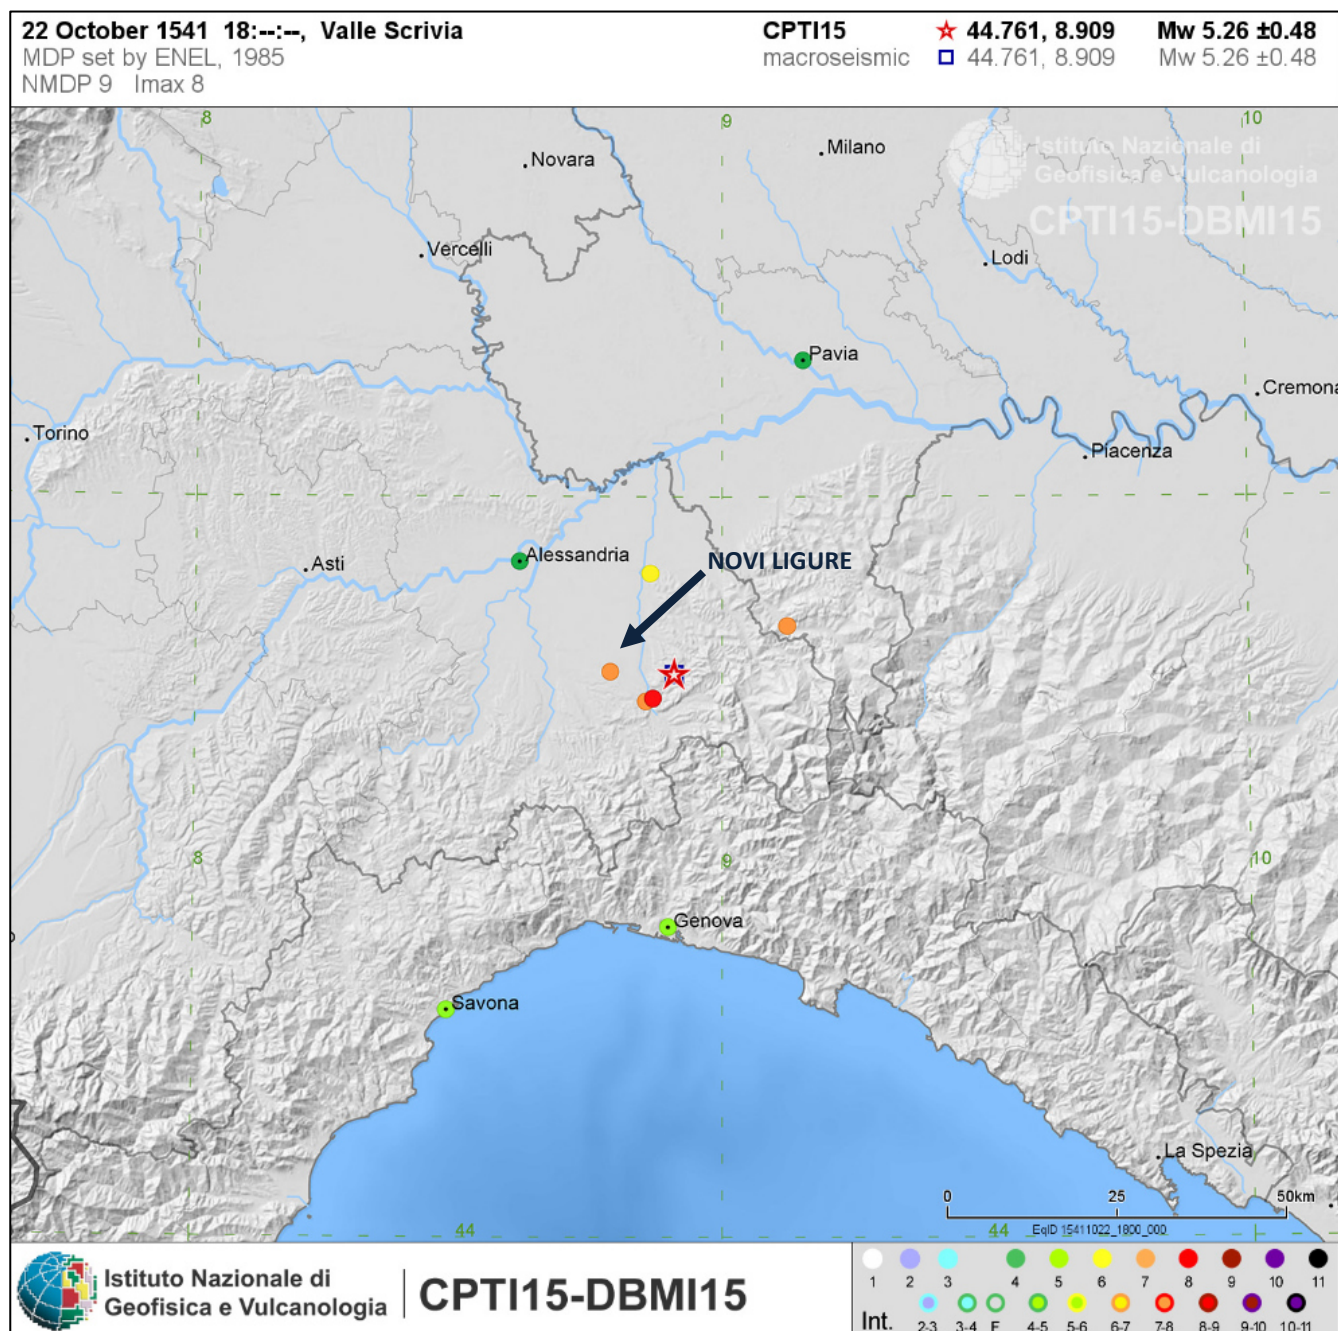 22 October 1541 18:--:--, Valle Scrivia
MDP set by ENEL, 1985
NMDP 9 Imax 8
CPTI15 44.761, 8.909 Mw 5.26 ±0.48
macroseismic 44.761, 8.909 Mw 5.26 ±0.48
8 9 10
Istituto Nazionale di
Geofisica e Vulcanologia
CPTI15-DBMI15
Novara
Milano
Vercelli
Lodi
Pavia
Cremona
Torino
Piacenza
Asti
Alessandria
NOVI LIGURE
8 9 10
Genova
Savona
La Spezia
0 25 50km
EqID 15411022_1800_000
44 44
Istituto Nazionale di
Geofisica e Vulcanologia
CPTI15-DBMI15
1 2 3 4 5 6 7 8 9 10 11
Int. 2-3 3-4 F 4-5 5-6 6-7 7-8 8-9 9-10 10-11